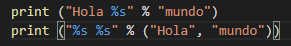 print ("Hola %s" % "mundo")
print ("%s %s" % ("Hola", "mundo"))